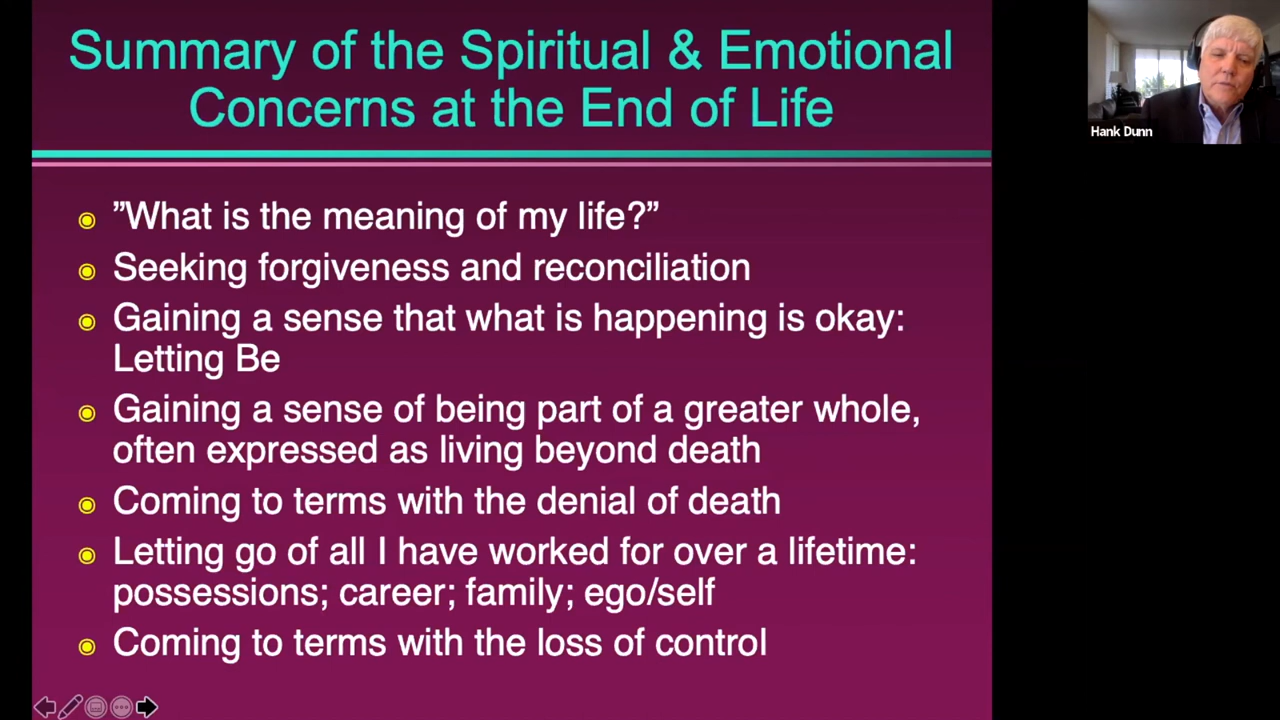 Summary of the Spiritual & Emotional
Concerns at the End of Life
Hank Dunn
”What is the meaning of my life?”
Seeking forgiveness and reconciliation
Gaining a sense that what is happening is okay:
Letting Be
Gaining a sense of being part of a greater whole,
often expressed as living beyond death
Coming to terms with the denial of death
Letting go of all I have worked for over a lifetime:
possessions; career; family; ego/self
Coming to terms with the loss of control